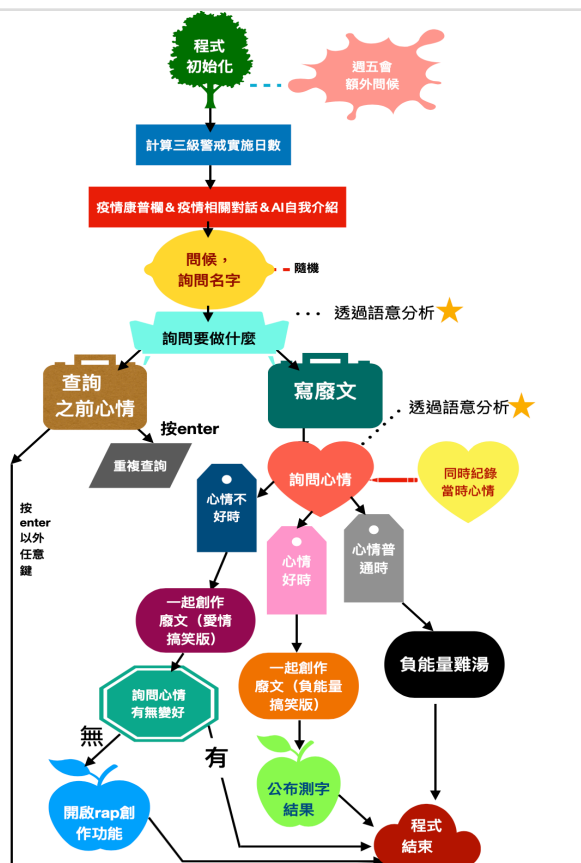 程式
初始化
週五會
額外問候
計算三級警戒實施日數
疫情康普欄&疫情相關對話&AI自我介紹
問候，
詢問名字
隨機
詢問要做什麼
透過語意分析
查詢
之前心情
寫廢文
按enter
重複查詢
透過語意分析
詢問心情
同時紀錄
當時心情
按
enter
以外
任意
鍵
心情不
好時
心情
好時
心情普
通時
一起創作
廢文（愛情
搞笑版）
一起創作
廢文（負能量
搞笑版）
負能量雞湯
詢問心情
有無變好
無
有
開啟rap創
作功能
公布測字
結果
程式
結束